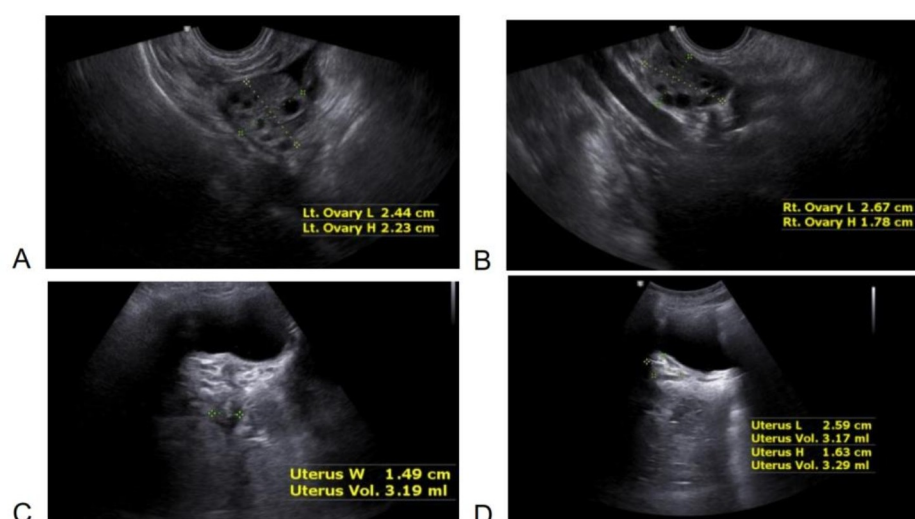 Lt. Ovary L 2.44 cm
Lt. Ovary H 2.23 cm
A
Rt. Ovary L 2.67 cm
Rt. Ovary H 1.78 cm
B
Uterus W 1.49 cm
Uterus Vol. 3.19 ml
C
Uterus L 2.59 cm
Uterus Vol. 3.17 ml
Uterus H 1.63 cm
Uterus Vol. 3.29 ml
D